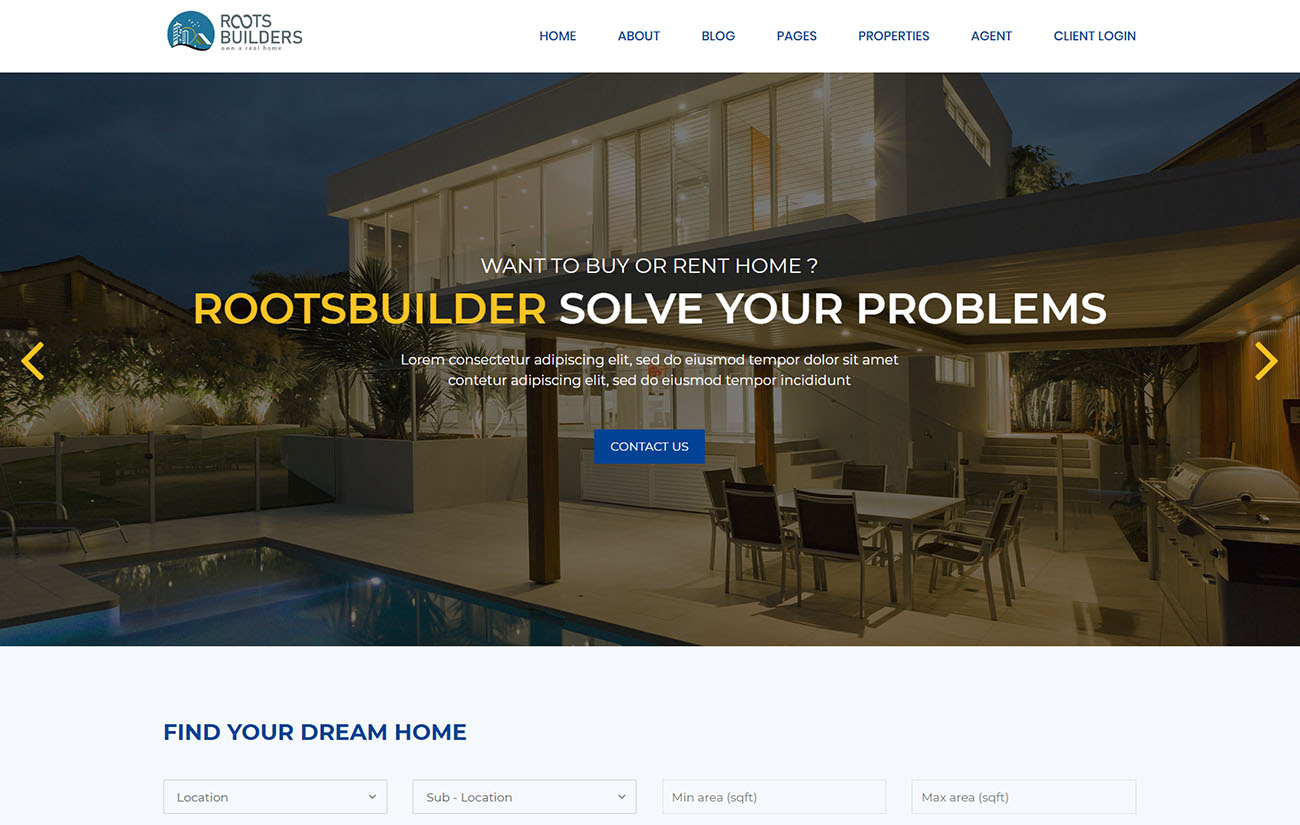 ROOTS
BUILDERS
own a real home
HOME ABOUT BLOG PAGES PROPERTIES AGENT CLIENT LOGIN
WANT TO BUY OR RENT HOME ?
ROOTSBUILDER SOLVE YOUR PROBLEMS
Lorem consectetur adipiscing elit, sed do eiusmod tempor dolor sit amet
contetur adipiscing elit, sed do eiusmod tempor incididunt
CONTACT US
FIND YOUR DREAM HOME
Location Sub - Location Min area (sqft) Max area (sqft)